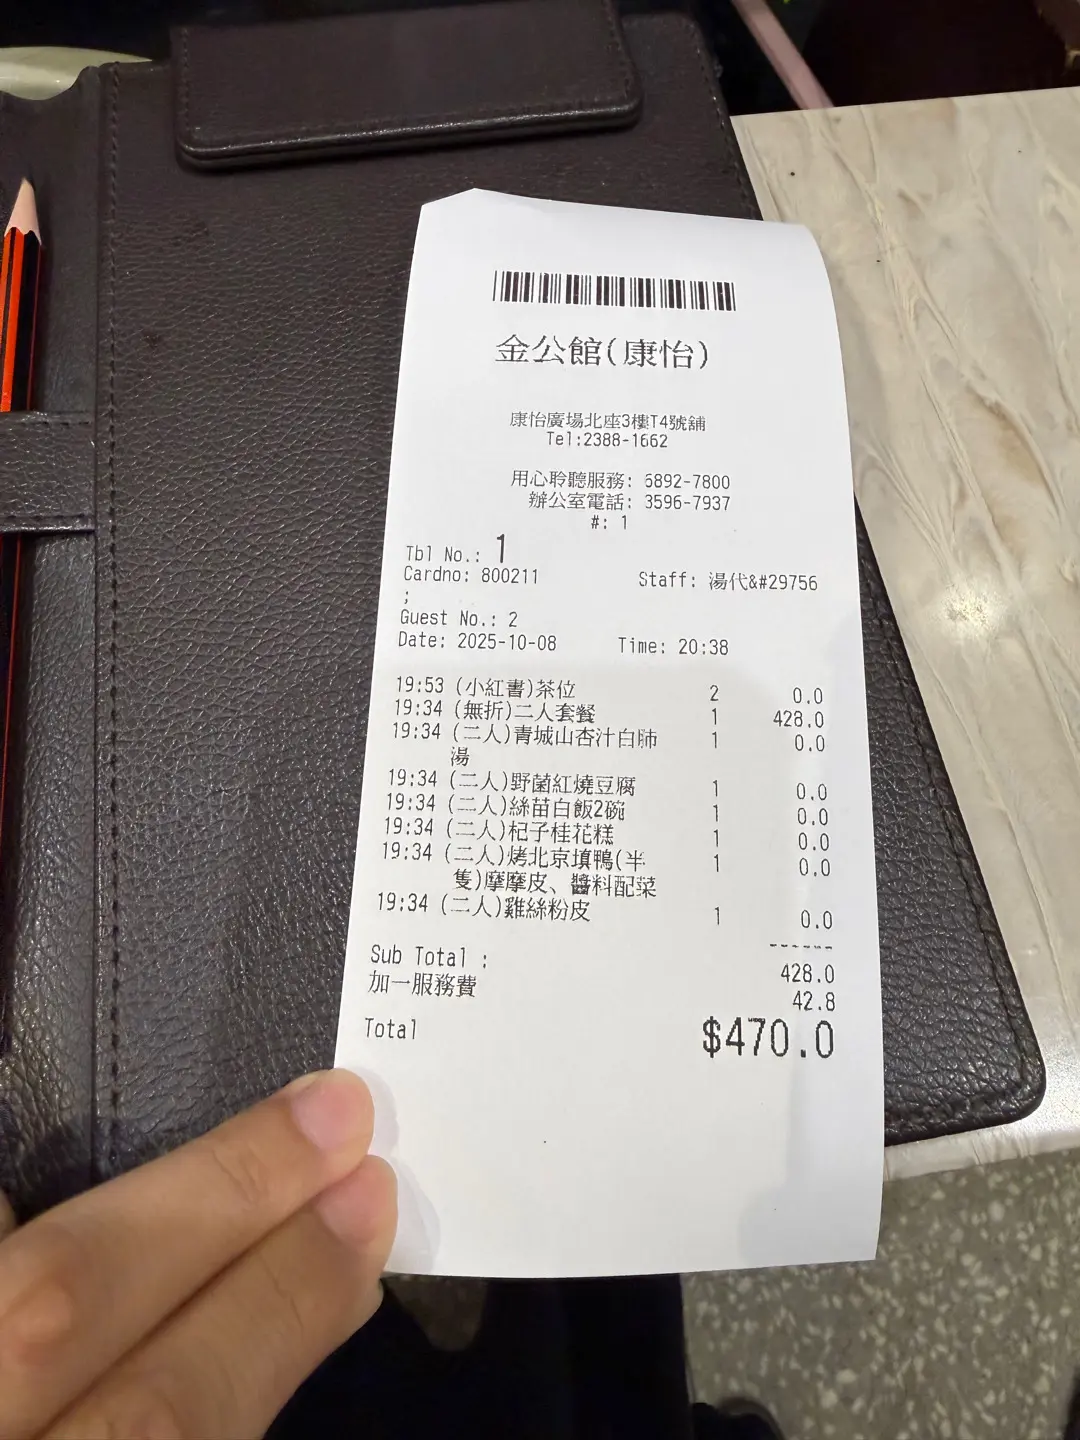 金公館(康怡)
康怡廣場北座3樓T4號舖
Tel:2388-1662
用心聆聽服務: 6892-7800
辦公室電話: 3596-7937
#: 1
Tbl No.: 1
Cardno: 800211 Staff: 湯代&#29756
;
Guest No.: 2
Date: 2025-10-08 Time: 20:38
19:53 (小紅書)茶位 2 0.0
19:34 (無折)二人套餐 1 428.0
19:34 (二人)青城山杏汁白肺 1 0.0
湯
19:34 (二人)野菌紅燒豆腐 1 0.0
19:34 (二人)絲苗白飯2碗 1 0.0
19:34 (二人)杞子桂花糕 1 0.0
19:34 (二人)烤北京填鴨(半 1 0.0
隻)摩摩皮、醬料配菜
19:34 (二人)雞絲粉皮 1 0.0
------
Sub Total : 428.0
加一服務費 42.8
Total $470.0